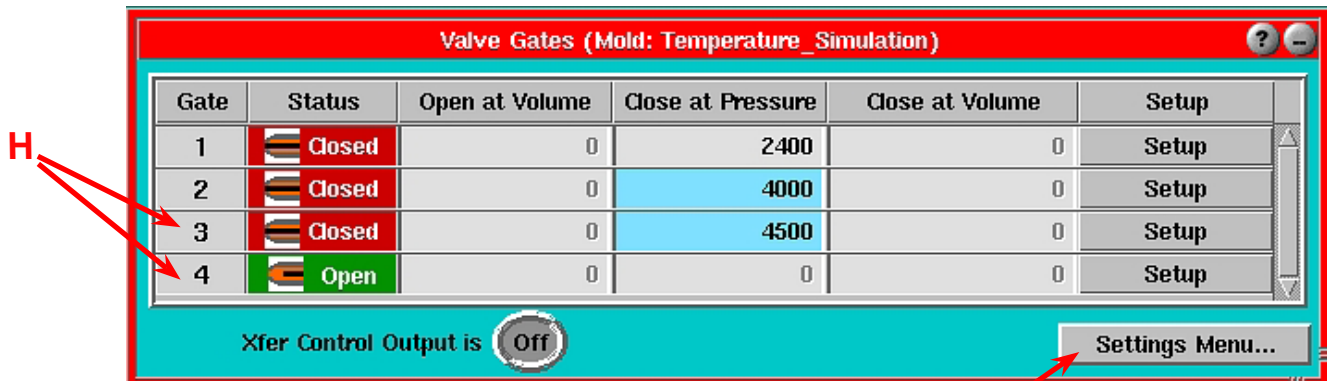 Valve Gates (Mold: Temperature_Simulation) ? -
Gate Status Open at Volume Close at Pressure Close at Volume Setup
1 Closed 0 2400 0 Setup
H
2 Closed 0 4000 0 Setup
3 Closed 0 4500 0 Setup
4 Open 0 0 0 Setup
Xfer Control Output is Off Settings Menu...